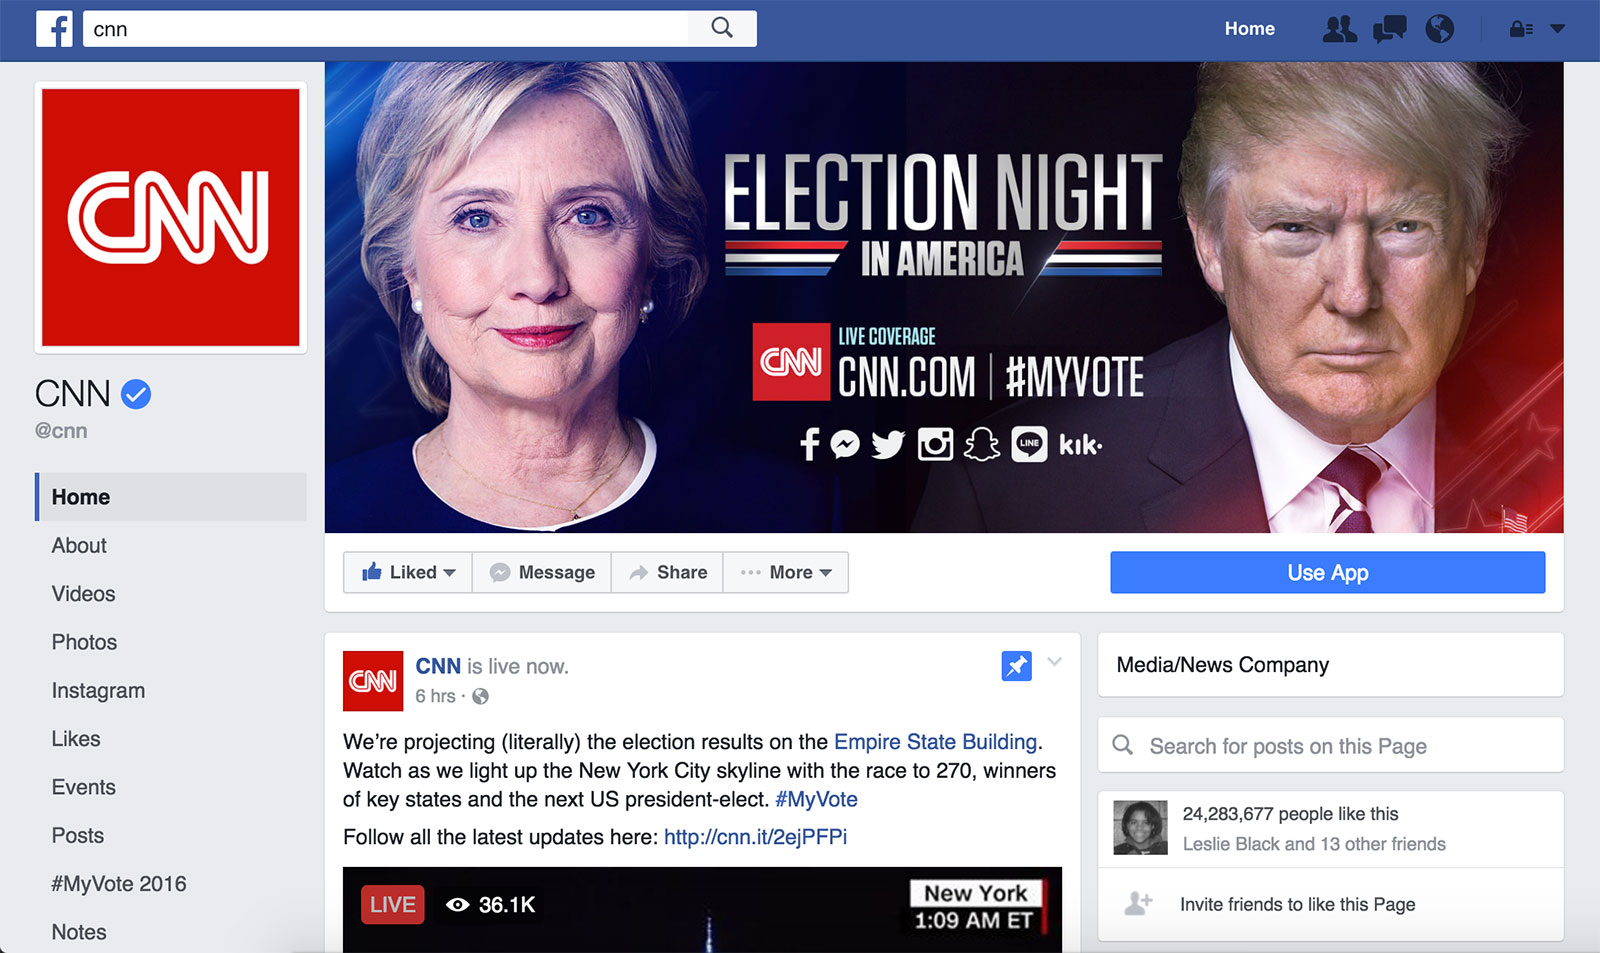 cnn
Home
CNN
CNN
@cnn
Home
About
Videos
Photos
Instagram
Likes
Events
Posts
#MyVote 2016
Notes
ELECTION NIGHT
IN AMERICA
CNN
LIVE COVERAGE
CNN.COM | #MYVOTE
LINE
kik·
Liked
Message
Share
More
Use App
CNN
CNN is live now.
6 hrs ·
We’re projecting (literally) the election results on the Empire State Building.
Watch as we light up the New York City skyline with the race to 270, winners
of key states and the next US president-elect. #MyVote
Follow all the latest updates here: http://cnn.it/2ejPFPi
LIVE
36.1K
New York
1:09 AM ET
Media/News Company
Search for posts on this Page
24,283,677 people like this
Leslie Black and 13 other friends
Invite friends to like this Page